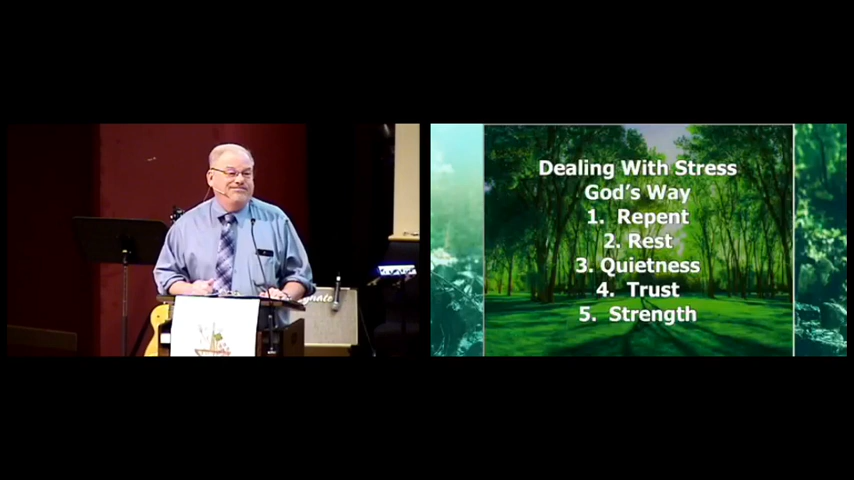 Dealing With Stress
God's Way
1. Repent
2. Rest
3. Quietness
4. Trust
5. Strength